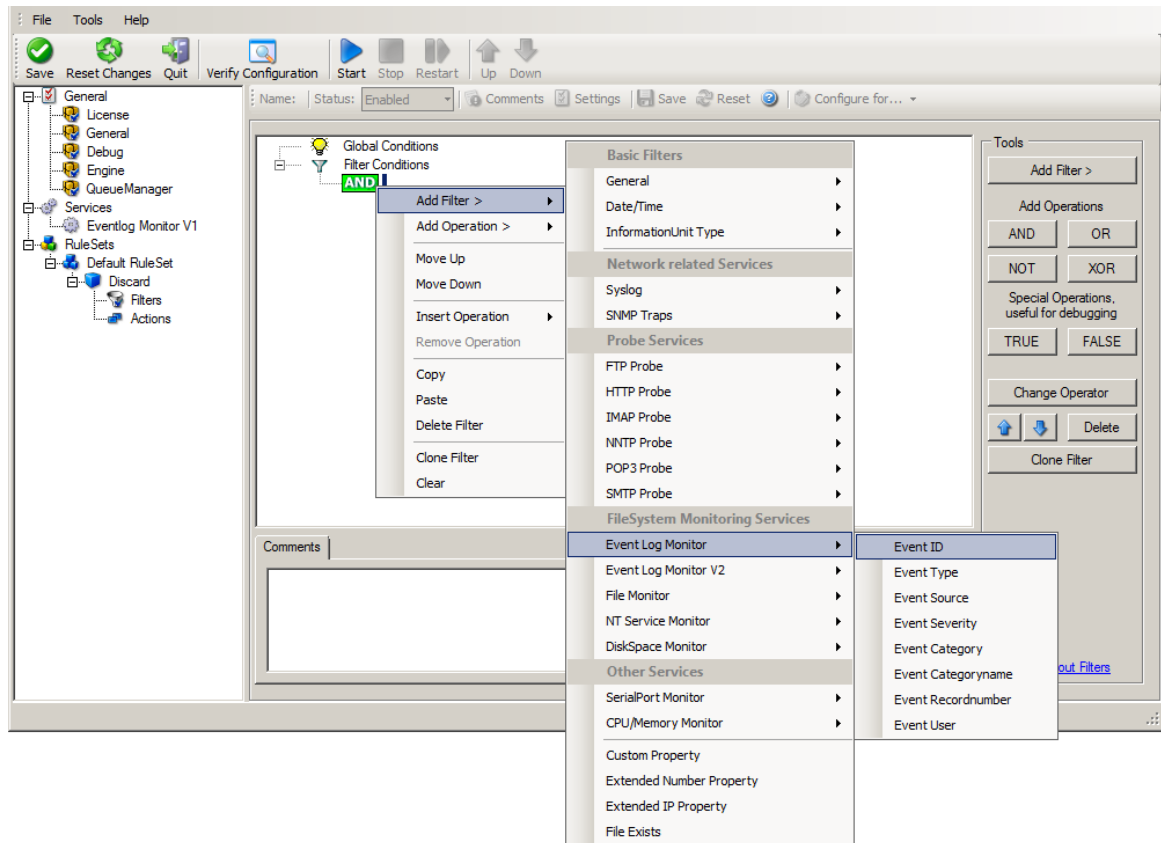 File Tools Help
Save Reset Changes Quit Verify Configuration Start Stop Restart Up Down
General
License
General
Debug
Engine
QueueManager
Services
Eventlog Monitor V1
RuleSets
Default RuleSet
Discard
Filters
Actions
Name: Status: Enabled Comments Settings Save Reset Configure for...
Global Conditions
Filter Conditions
AND
Add Filter >
Add Operation >
Move Up
Move Down
Insert Operation
Remove Operation
Copy
Paste
Delete Filter
Clone Filter
Clear
Basic Filters
General
Date/Time
InformationUnit Type
Network related Services
Syslog
SNMP Traps
Probe Services
FTP Probe
HTTP Probe
IMAP Probe
NNTP Probe
POP3 Probe
SMTP Probe
FileSystem Monitoring Services
Event Log Monitor
Event Log Monitor V2
File Monitor
NT Service Monitor
DiskSpace Monitor
Other Services
SerialPort Monitor
CPU/Memory Monitor
Custom Property
Extended Number Property
Extended IP Property
File Exists
Event ID
Event Type
Event Source
Event Severity
Event Category
Event Categoryname
Event Recordnumber
Event User
Tools
Add Filter >
Add Operations
AND OR
NOT XOR
Special Operations,
useful for debugging
TRUE FALSE
Change Operator
Delete
Clone Filter
out Filters
Comments